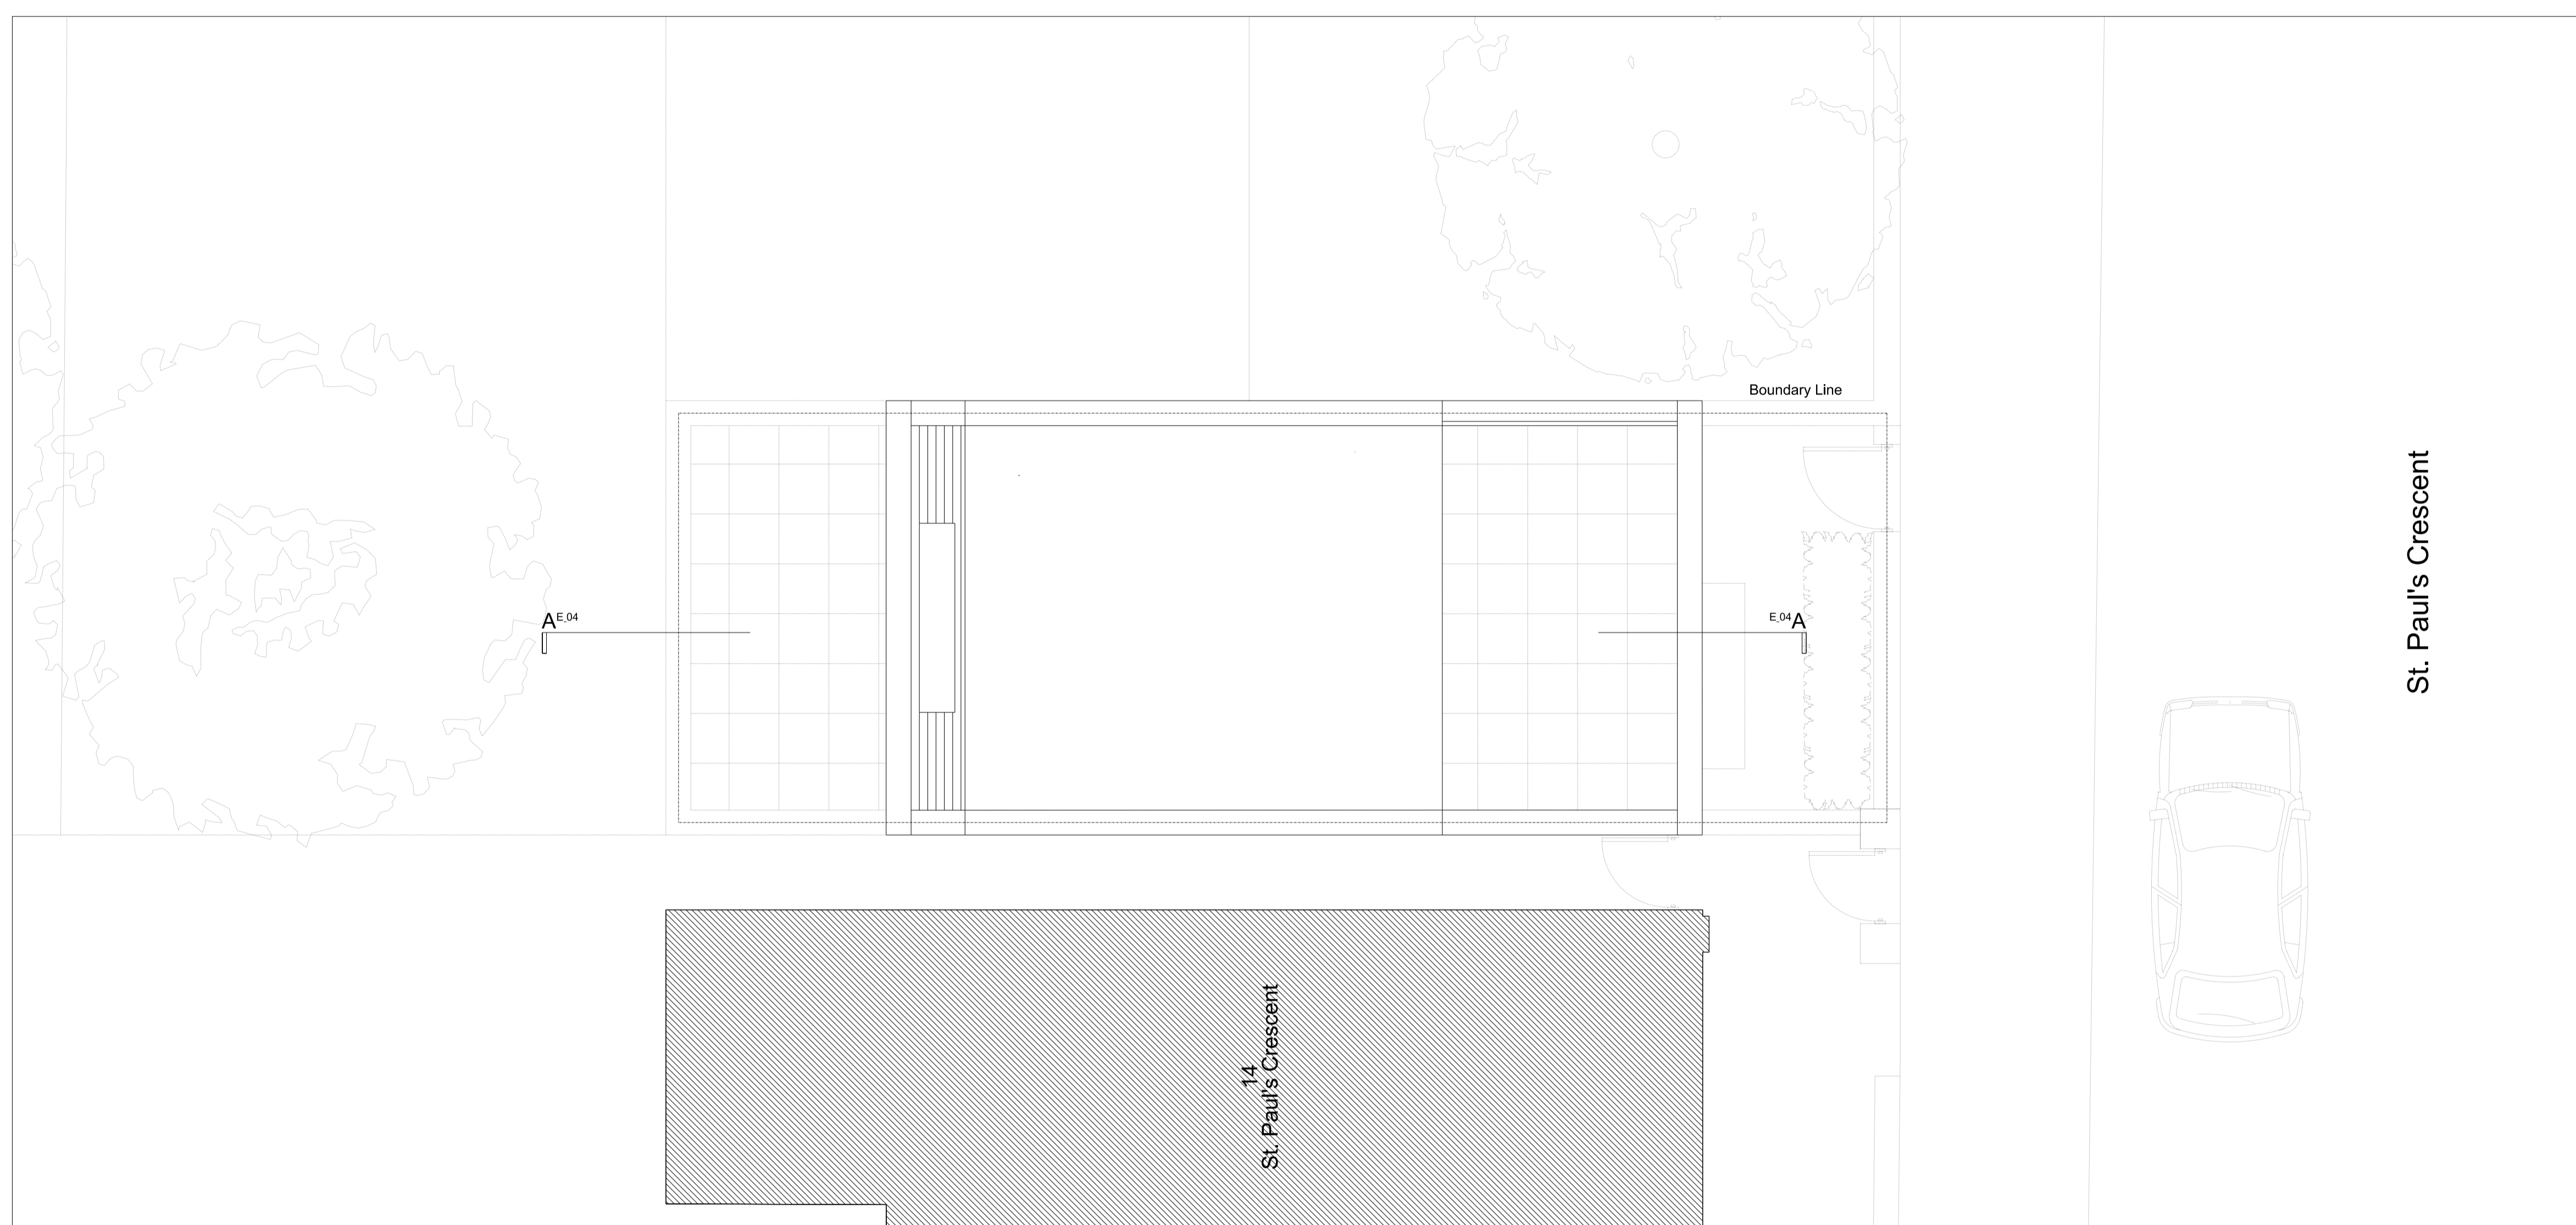 Boundary Line
St. Paul's Crescent
A E_04
E_04 A
14
St. Paul's Crescent